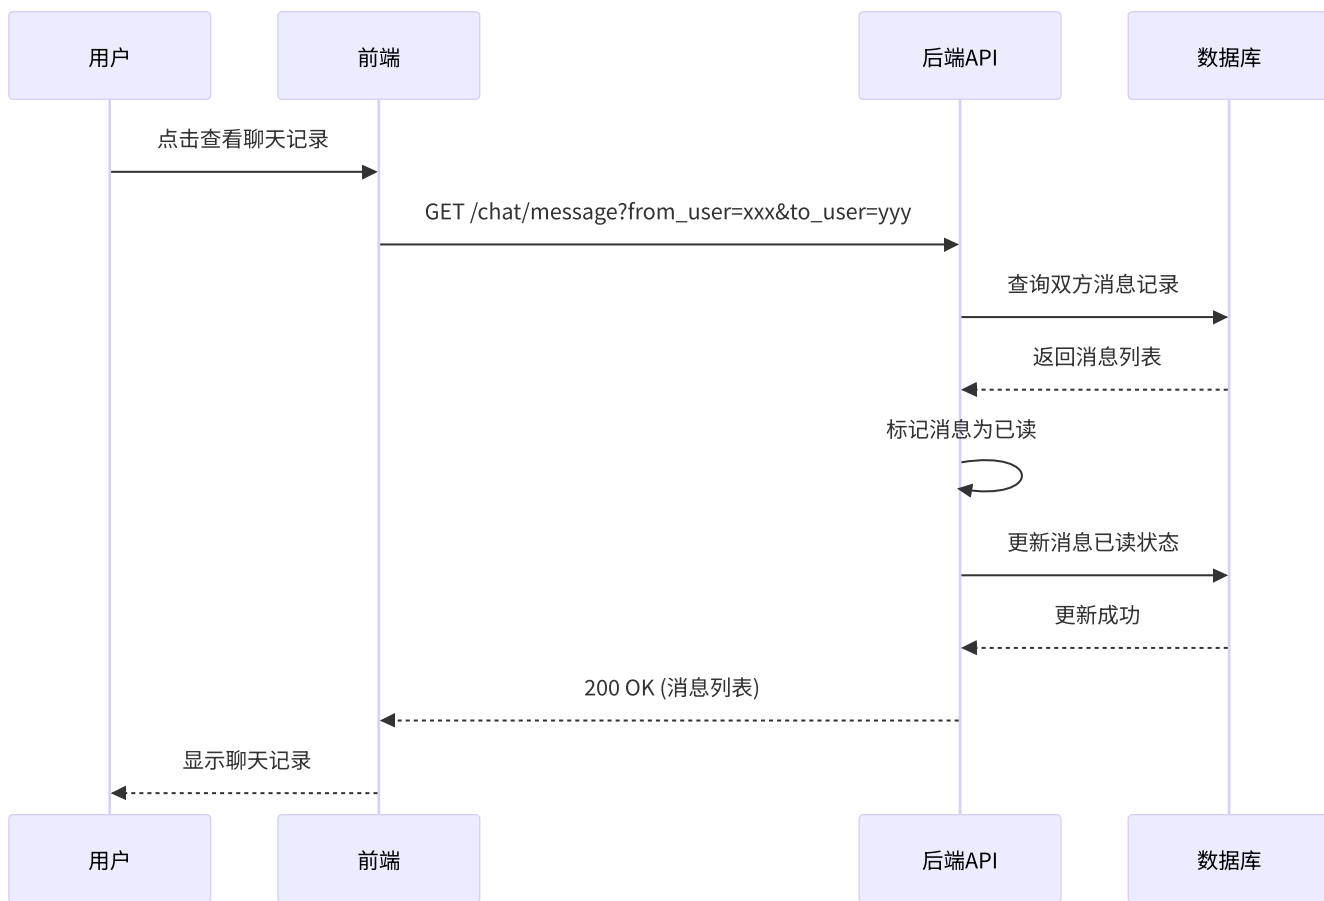 用户
前端
后端API
数据库
点击查看聊天记录
GET /chat/message?from_user=xxx&to_user=yyy
查询双方消息记录
返回消息列表
标记消息为已读
更新消息已读状态
更新成功
200 OK (消息列表)
显示聊天记录
用户
前端
后端API
数据库